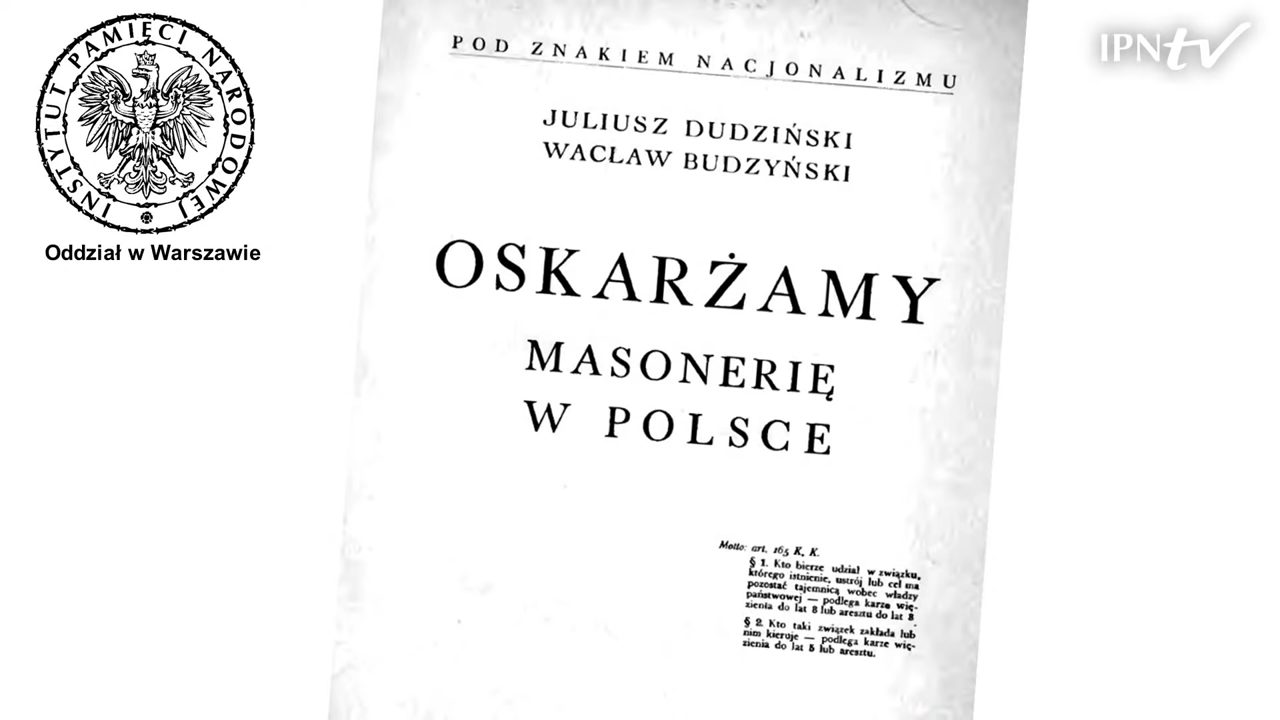 INSTYTUT PAMIĘCI NARODOWEJ
Oddział w Warszawie
IPNtv
POD ZNAKIEM NACJONALIZMU
JULIUSZ DUDZIŃSKI
WACŁAW BUDZYŃSKI
OSKARŻAMY
MASONERIĘ
W POLSCE
Motto: art. 165 K. K.
§ 1. Kto bierze udział w związku,
którego istnienie, ustrój lub cel ma
pozostać tajemnicą wobec władzy
państwowej — podlega karze wię-
zienia do lat 8 lub aresztu do lat 8
§ 2. Kto taki związek zakłada lub
nim kieruje — podlega karze wię-
zienia do lat 5 lub aresztu.